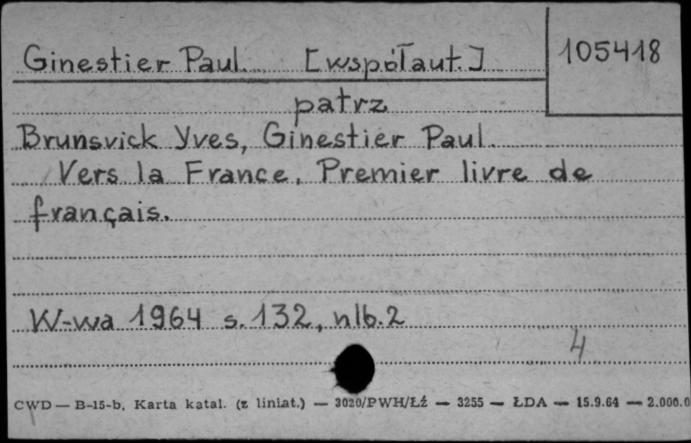 Ginestier Paul. [współaut.] 105418
patrz
Brunsvick Yves, Ginestier Paul.
Vers la France. Premier livre de
français.
W-wa 1964 s. 132, nlb. 2
4
CWD — B-15-b, Karta katal. (z liniat.) — 3020/PWH/Łź — 3255 — ŁDA — 15.9.64 — 2.000.0